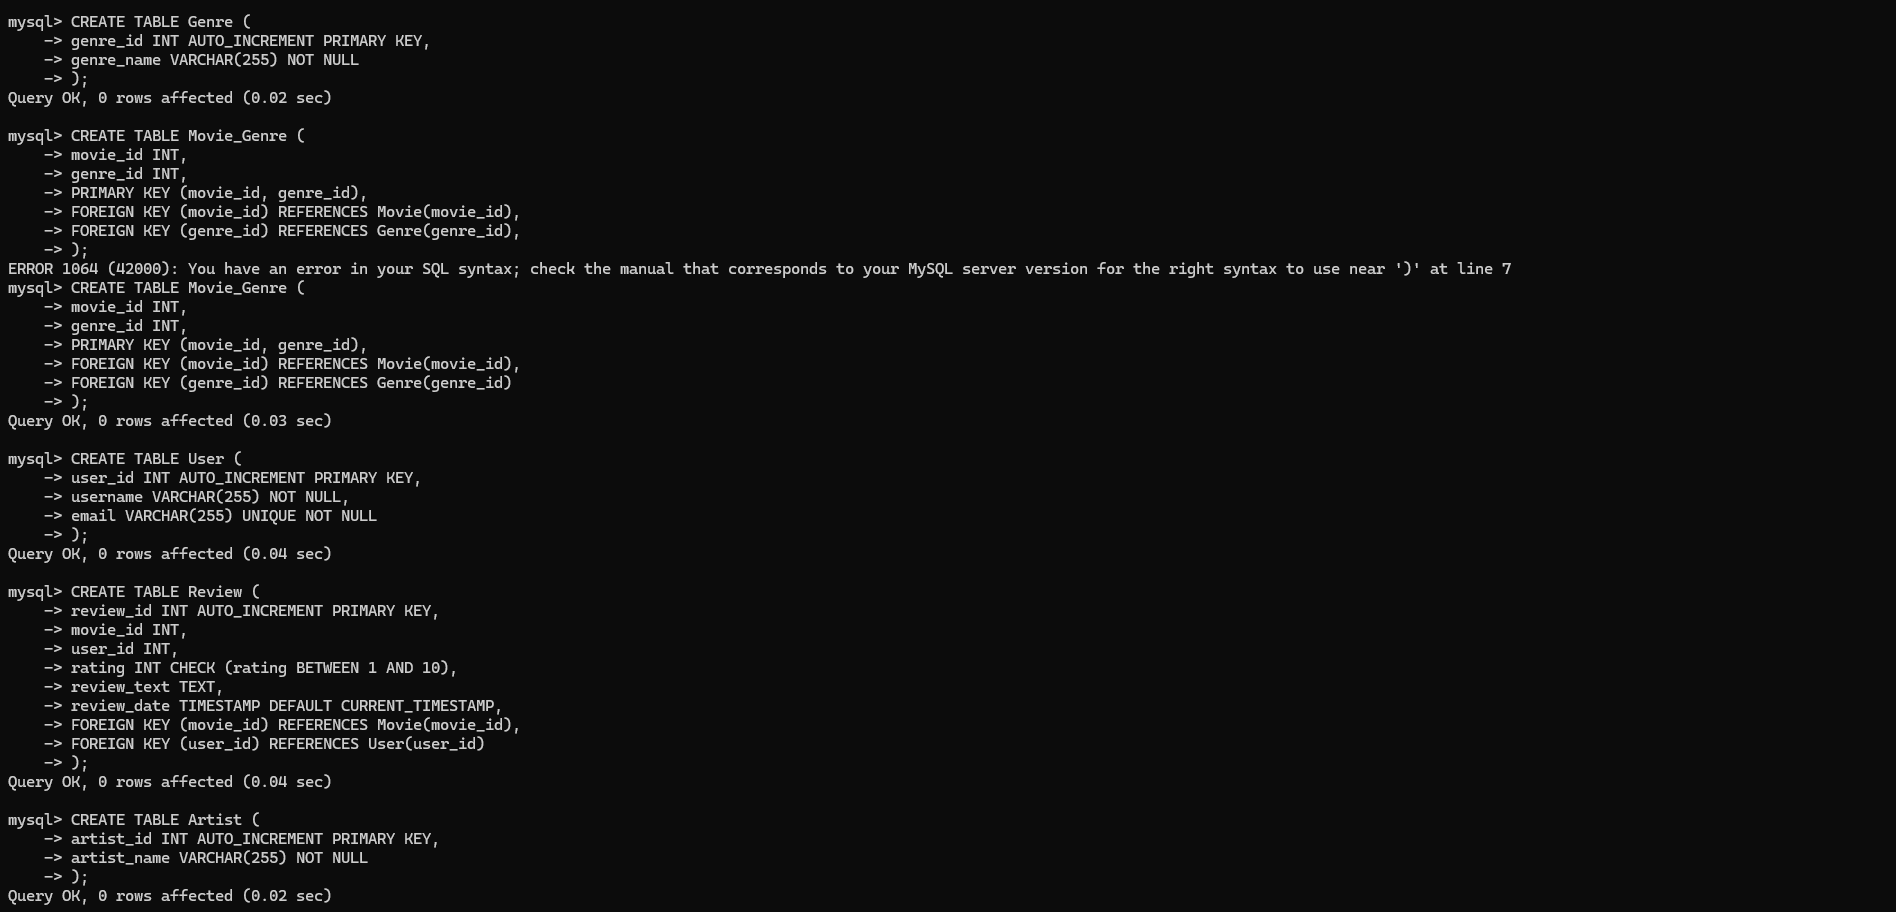 mysql> CREATE TABLE Genre (
    -> genre_id INT AUTO_INCREMENT PRIMARY KEY,
    -> genre_name VARCHAR(255) NOT NULL
    -> );
Query OK, 0 rows affected (0.02 sec)

mysql> CREATE TABLE Movie_Genre (
    -> movie_id INT,
    -> genre_id INT,
    -> PRIMARY KEY (movie_id, genre_id),
    -> FOREIGN KEY (movie_id) REFERENCES Movie(movie_id),
    -> FOREIGN KEY (genre_id) REFERENCES Genre(genre_id),
    -> );
ERROR 1064 (42000): You have an error in your SQL syntax; check the manual that corresponds to your MySQL server version for the right syntax to use near ')' at line 7
mysql> CREATE TABLE Movie_Genre (
    -> movie_id INT,
    -> genre_id INT,
    -> PRIMARY KEY (movie_id, genre_id),
    -> FOREIGN KEY (movie_id) REFERENCES Movie(movie_id),
    -> FOREIGN KEY (genre_id) REFERENCES Genre(genre_id)
    -> );
Query OK, 0 rows affected (0.03 sec)

mysql> CREATE TABLE User (
    -> user_id INT AUTO_INCREMENT PRIMARY KEY,
    -> username VARCHAR(255) NOT NULL,
    -> email VARCHAR(255) UNIQUE NOT NULL
    -> );
Query OK, 0 rows affected (0.04 sec)

mysql> CREATE TABLE Review (
    -> review_id INT AUTO_INCREMENT PRIMARY KEY,
    -> movie_id INT,
    -> user_id INT,
    -> rating INT CHECK (rating BETWEEN 1 AND 10),
    -> review_text TEXT,
    -> review_date TIMESTAMP DEFAULT CURRENT_TIMESTAMP,
    -> FOREIGN KEY (movie_id) REFERENCES Movie(movie_id),
    -> FOREIGN KEY (user_id) REFERENCES User(user_id)
    -> );
Query OK, 0 rows affected (0.04 sec)

mysql> CREATE TABLE Artist (
    -> artist_id INT AUTO_INCREMENT PRIMARY KEY,
    -> artist_name VARCHAR(255) NOT NULL
    -> );
Query OK, 0 rows affected (0.02 sec)